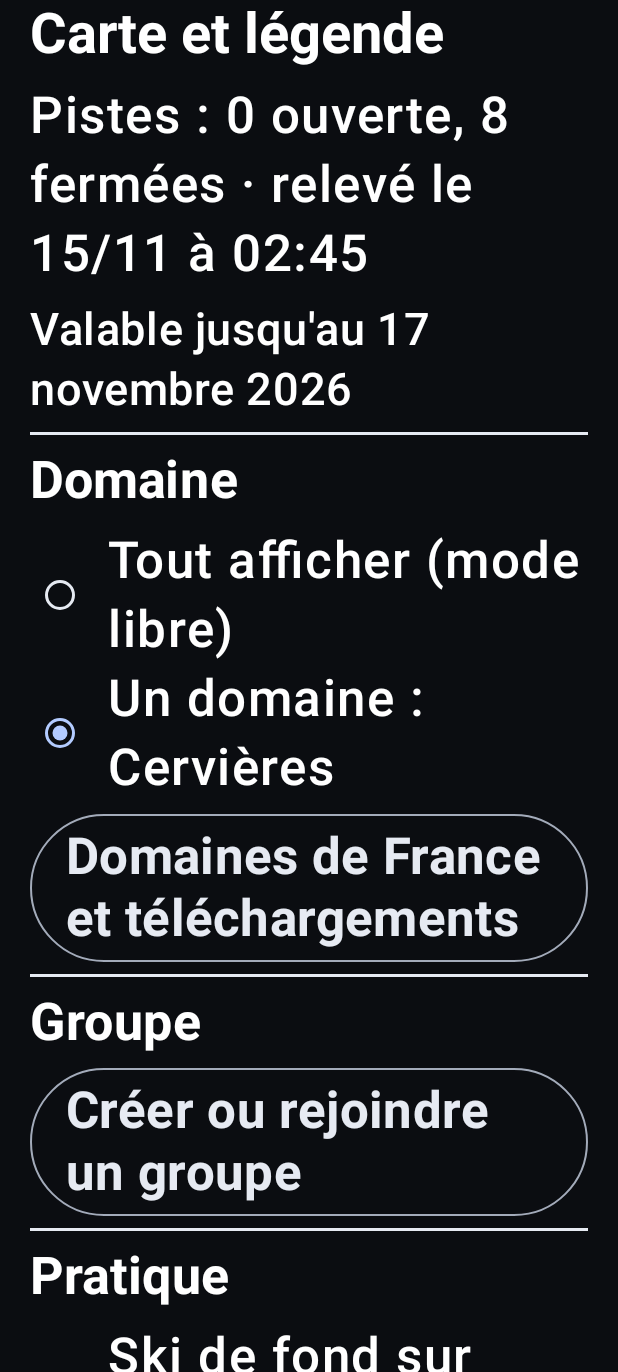 Carte et légende
Pistes : 0 ouverte, 8
fermées · relevé le
15/11 à 02:45
Valable jusqu'au 17
novembre 2026
Domaine
Tout afficher (mode
libre)
Un domaine :
Cervières
Domaines de France
et téléchargements
Groupe
Créer ou rejoindre
un groupe
Pratique
Ski de fond sur